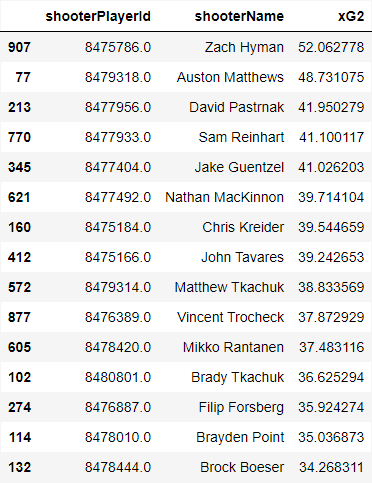 shooterPlayerId shooterName xG2
907 8475786.0 Zach Hyman 52.062778
77 8479318.0 Auston Matthews 48.731075
213 8477956.0 David Pastrnak 41.950279
770 8477933.0 Sam Reinhart 41.100117
345 8477404.0 Jake Guentzel 41.026203
621 8477492.0 Nathan MacKinnon 39.714104
160 8475184.0 Chris Kreider 39.544659
412 8475166.0 John Tavares 39.242653
572 8479314.0 Matthew Tkachuk 38.833569
877 8476389.0 Vincent Trocheck 37.872929
605 8478420.0 Mikko Rantanen 37.483116
102 8480801.0 Brady Tkachuk 36.625294
274 8476887.0 Filip Forsberg 35.924274
114 8478010.0 Brayden Point 35.036873
132 8478444.0 Brock Boeser 34.268311